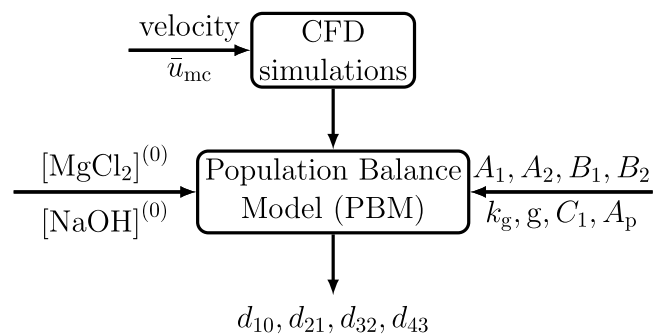 velocity
ū_mc
CFD
simulations
[MgCl₂]⁽⁰⁾
[NaOH]⁽⁰⁾
Population Balance
Model (PBM)
A₁, A₂, B₁, B₂
k_g, g, C₁, A_p
d₁₀, d₂₁, d₃₂, d₄₃